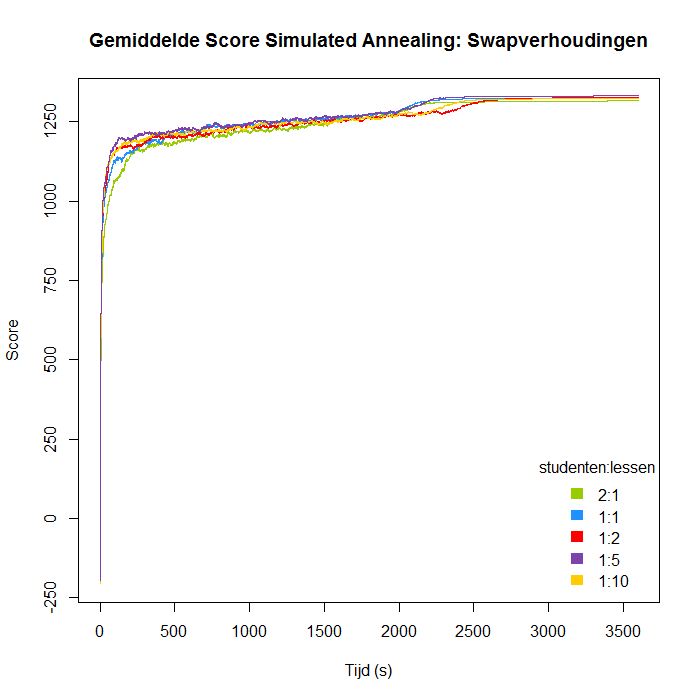 Gemiddelde Score Simulated Annealing: Swapverhoudingen
1250
1000
750
500
250
0
-250
Score
0 500 1000 1500 2000 2500 3000 3500
Tijd (s)
studenten:lessen
2:1
1:1
1:2
1:5
1:10